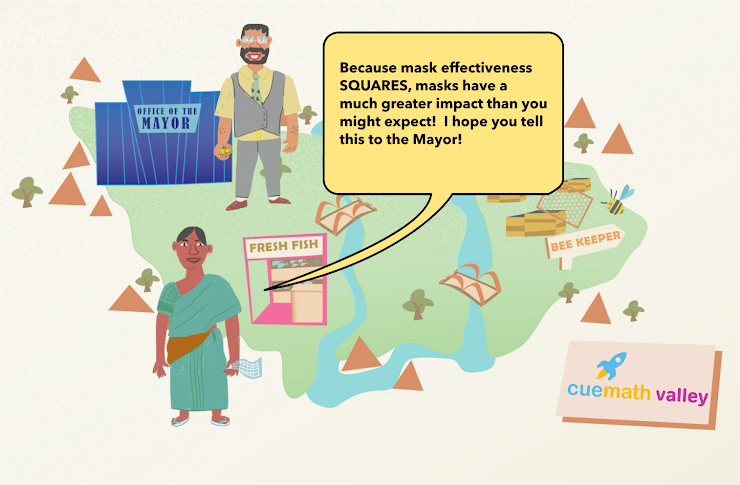 Because mask effectiveness
SQUARES, masks have a
much greater impact than you
might expect!  I hope you tell
this to the Mayor!
OFFICE OF THE
MAYOR
FRESH FISH
BEE KEEPER
cuemath valley